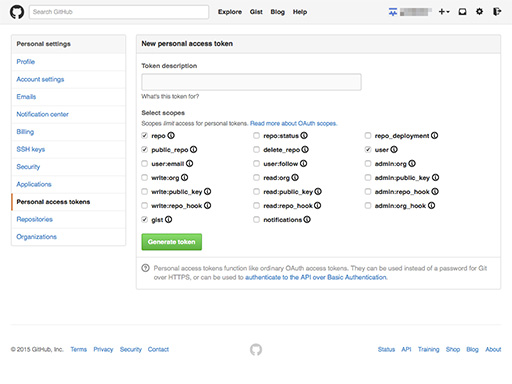 Search GitHub
Explore Gist Blog Help
Personal settings
Profile
Account settings
Emails
Notification center
Billing
SSH keys
Security
Applications
Personal access tokens
Repositories
Organizations
New personal access token
Token description
What's this token for?
Select scopes
Scopes limit access for personal tokens. Read more about OAuth scopes.
repo repo:status repo_deployment
public_repo delete_repo user
user:email user:follow admin:org
write:org read:org admin:public_key
write:public_key read:public_key admin:repo_hook
write:repo_hook read:repo_hook admin:org_hook
gist notifications
Generate token
Personal access tokens function like ordinary OAuth access tokens. They can be used instead of a password for Git
over HTTPS, or can be used to authenticate to the API over Basic Authentication.
© 2015 GitHub, Inc. Terms Privacy Security Contact
Status API Training Shop Blog About